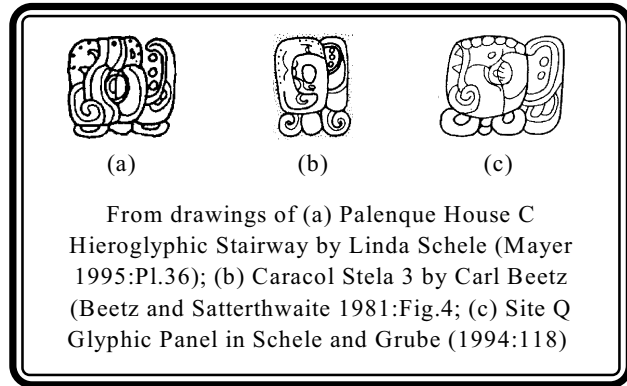 (a) (b) (c)
From drawings of (a) Palenque House C
Hieroglyphic Stairway by Linda Schele (Mayer
1995:Pl.36); (b) Caracol Stela 3 by Carl Beetz
(Beetz and Satterthwaite 1981:Fig.4; (c) Site Q
Glyphic Panel in Schele and Grube (1994:118)